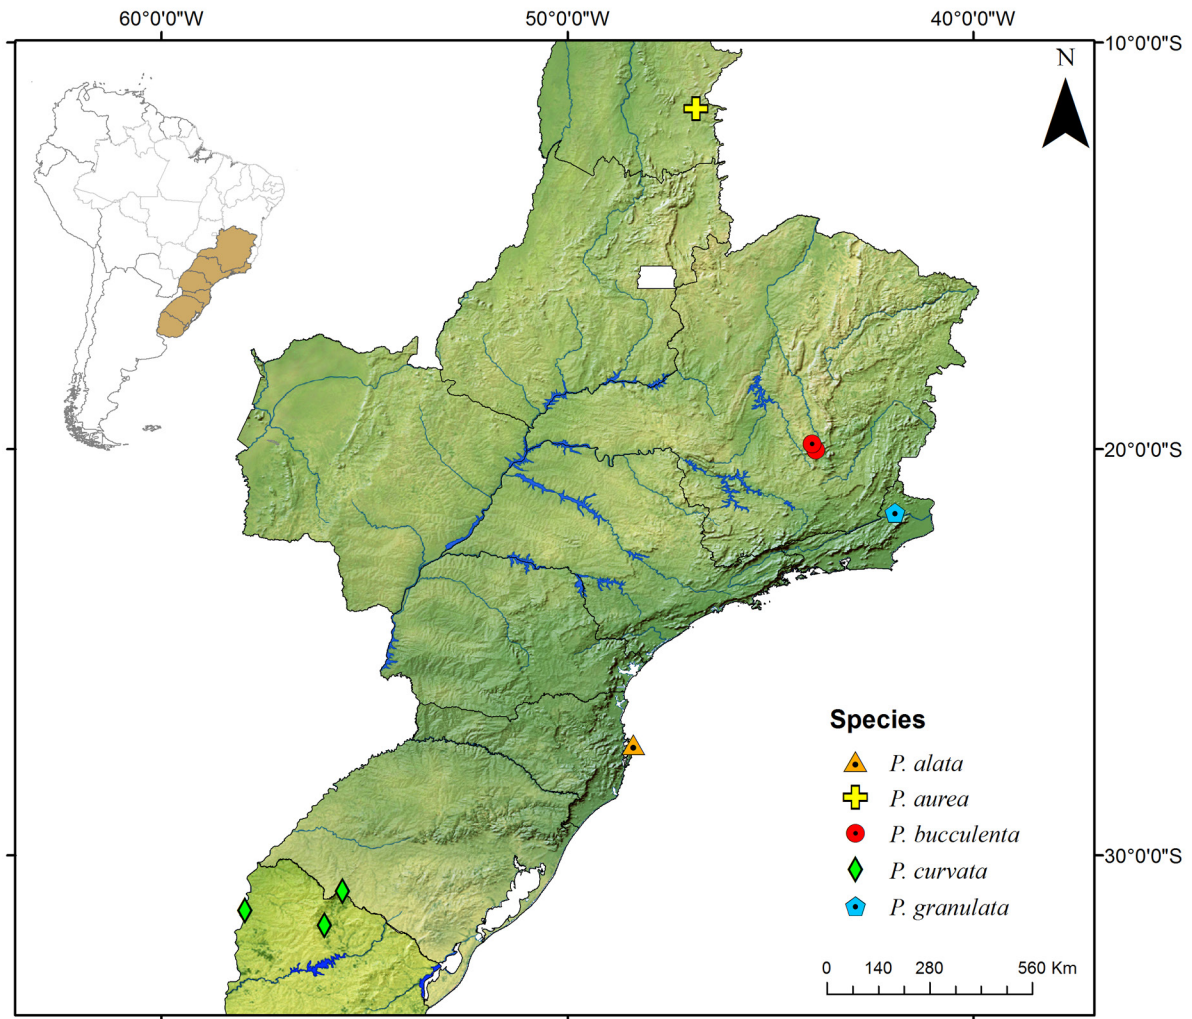 60°0'0"W 50°0'0"W 40°0'0"W
10°0'0"S
N
20°0'0"S
Species
P. alata
P. aurea
P. bucculenta
30°0'0"S
P. curvata
P. granulata
0 140 280 560 Km